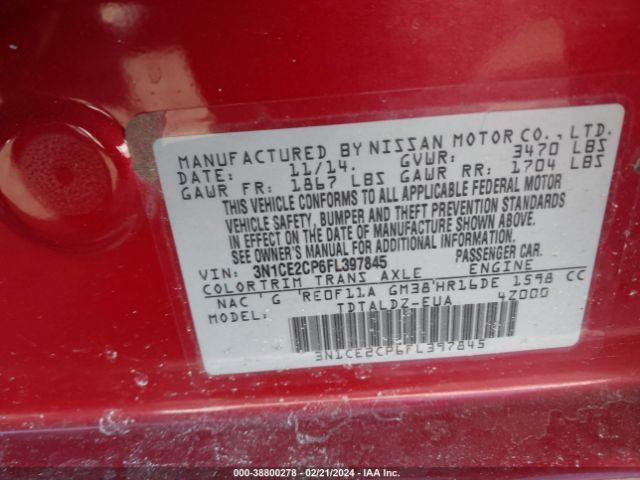 MANUFACTURED BY NISSAN MOTOR CO., LTD.
DATE: 11/14. GVWR: 3470 LBS
GAWR FR: 1867 LBS GAWR RR: 1704 LBS
THIS VEHICLE CONFORMS TO ALL APPLICABLE FEDERAL MOTOR
VEHICLE SAFETY, BUMPER AND THEFT PREVENTION STANDARDS
IN EFFECT ON THE DATE OF MANUFACTURE SHOWN ABOVE.
SEE OWNER'S MANUAL FOR ADDITIONAL INFORMATION.
VIN: 3N1CE2CP6FL397845 PASSENGER CAR.
COLOR TRIM TRANS AXLE ENGINE
NAC G RE0F11A GM38 HR16DE 1598 CC
MODEL: TDTALDZ-EUA 4Z000
3N1CE2CP6FL397845
000-38800278 - 02/21/2024 - IAA Inc.